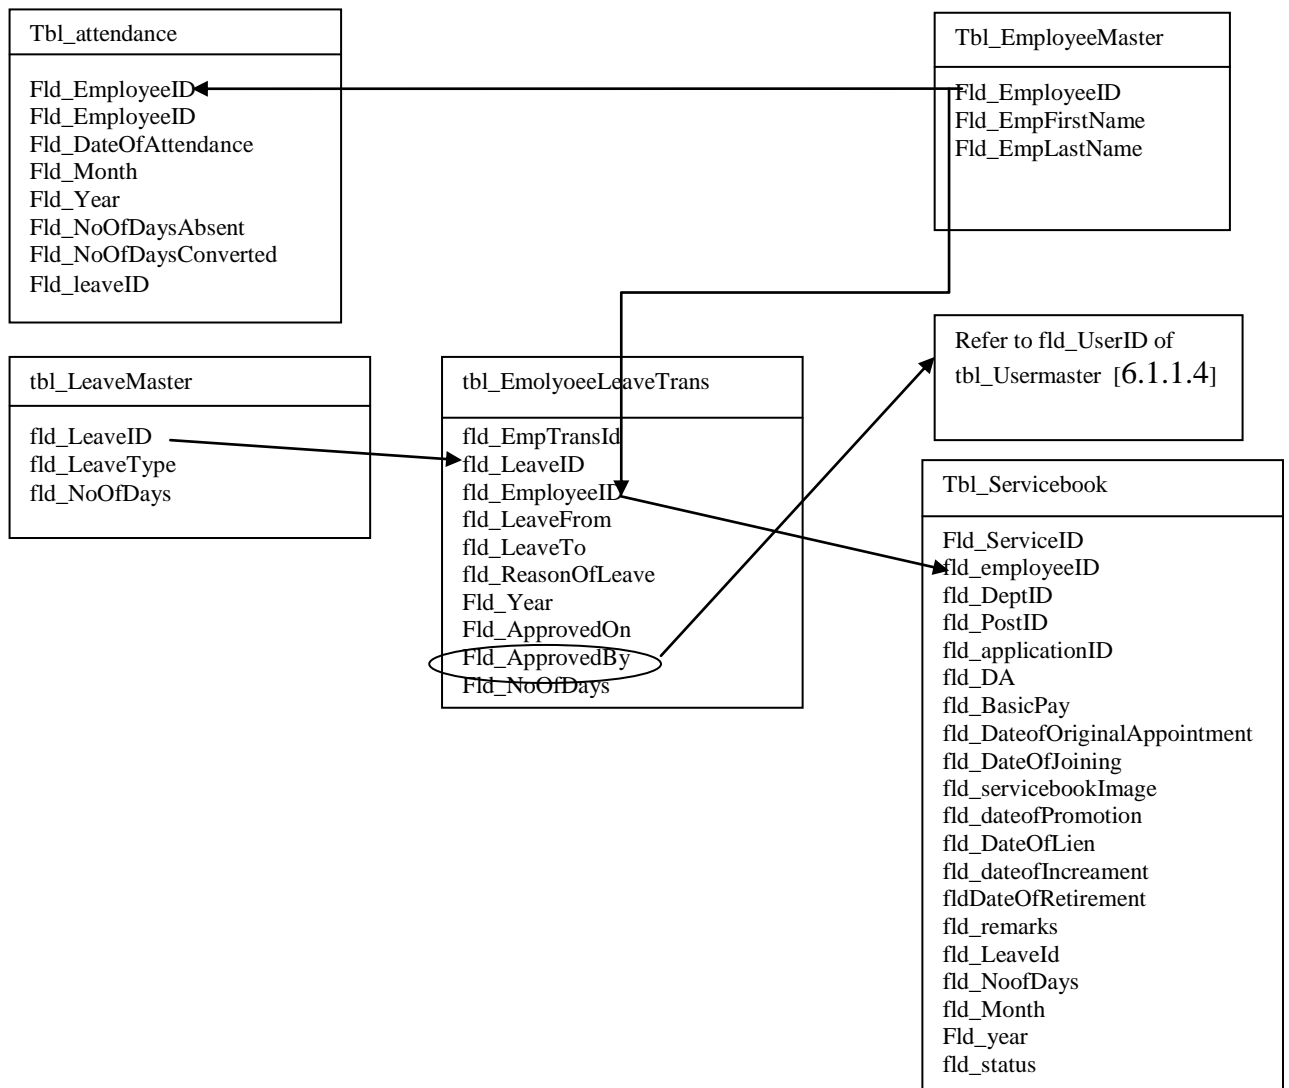 Tbl_attendance
Fld_EmployeeID
Fld_EmployeeID
Fld_DateOfAttendance
Fld_Month
Fld_Year
Fld_NoOfDaysAbsent
Fld_NoOfDaysConverted
Fld_leaveID
Tbl_EmployeeMaster
Fld_EmployeeID
Fld_EmpFirstName
Fld_EmpLastName
tbl_LeaveMaster
fld_LeaveID
fld_LeaveType
fld_NoOfDays
tbl_EmolyoeeLeaveTrans
fld_EmpTransId
fld_LeaveID
fld_EmployeeID
fld_LeaveFrom
fld_LeaveTo
fld_ReasonOfLeave
Fld_Year
Fld_ApprovedOn
Fld_ApprovedBy
Fld_NoOfDays
Refer to fld_UserID of
tbl_Usermaster [6.1.1.4]
Tbl_Servicebook
Fld_ServiceID
fld_employeeID
fld_DeptID
fld_PostID
fld_applicationID
fld_DA
fld_BasicPay
fld_DateofOriginalAppointment
fld_DateOfJoining
fld_servicebookImage
fld_dateofPromotion
fld_DateOfLien
fld_dateofIncreament
fldDateOfRetirement
fld_remarks
fld_LeaveId
fld_NoofDays
fld_Month
Fld_year
fld_status